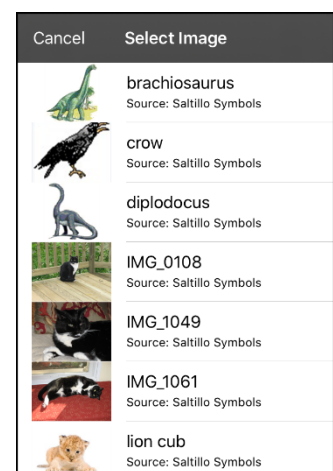 Cancel Select Image
brachiosaurus
Source: Saltillo Symbols
crow
Source: Saltillo Symbols
diplodocus
Source: Saltillo Symbols
IMG_0108
Source: Saltillo Symbols
IMG_1049
Source: Saltillo Symbols
IMG_1061
Source: Saltillo Symbols
lion cub
Source: Saltillo Symbols